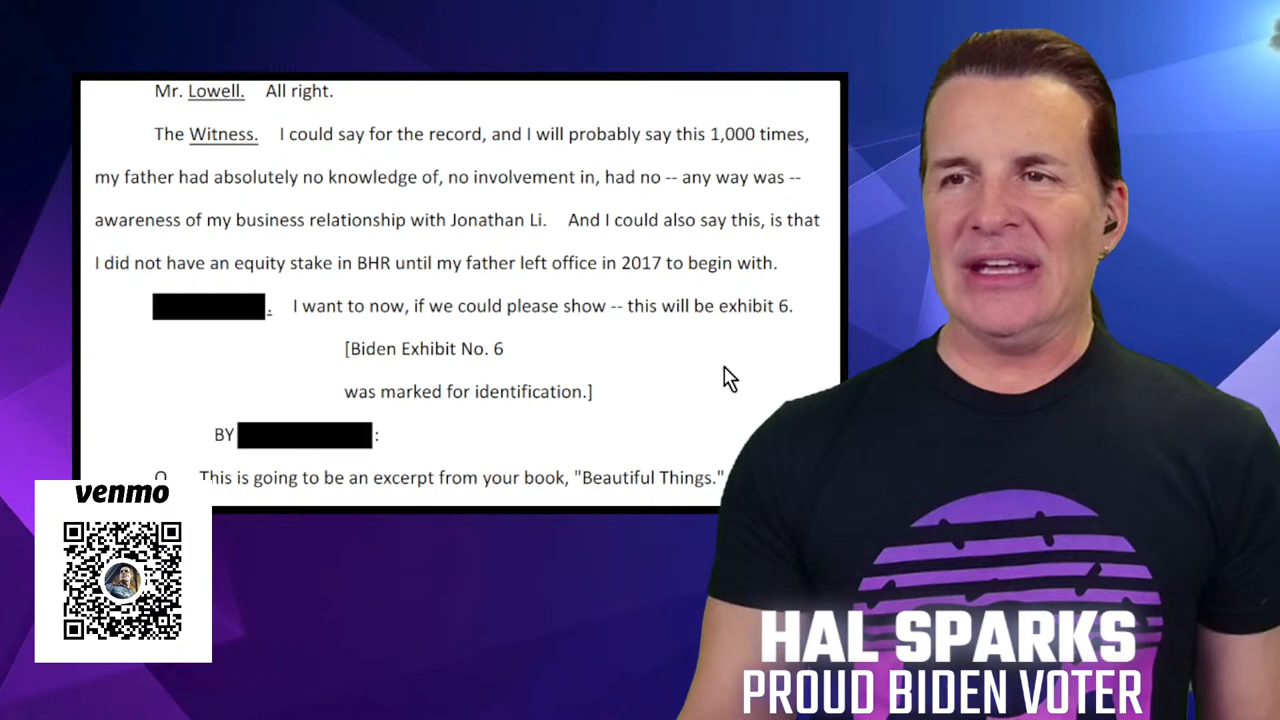 Mr. Lowell. All right.
The Witness. I could say for the record, and I will probably say this 1,000 times,
my father had absolutely no knowledge of, no involvement in, had no -- any way was --
awareness of my business relationship with Jonathan Li. And I could also say this, is that
I did not have an equity stake in BHR until my father left office in 2017 to begin with.
. I want to now, if we could please show -- this will be exhibit 6.
[Biden Exhibit No. 6
was marked for identification.]
BY :
Q This is going to be an excerpt from your book, "Beautiful Things."
venmo
HAL SPARKS
PROUD BIDEN VOTER